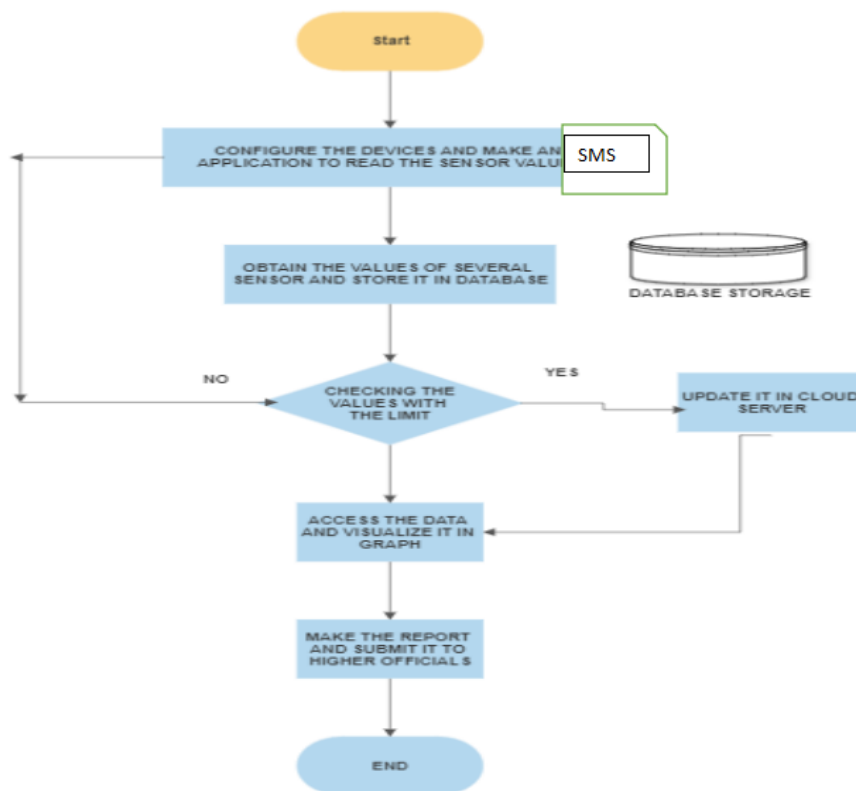 Start
CONFIGURE THE DEVICES AND MAKE AN
APPLICATION TO READ THE SENSOR VALU
SMS
OBTAIN THE VALUES OF SEVERAL
SENSOR AND STORE IT IN DATABASE
DATABASE STORAGE
NO
YES
CHECKING THE
VALUES WITH
THE LIMIT
UPDATE IT IN CLOUD
SERVER
ACCESS THE DATA
AND VISUALIZE IT IN
GRAPH
MAKE THE REPORT
AND SUBMIT IT TO
HIGHER OFFICIALS
END